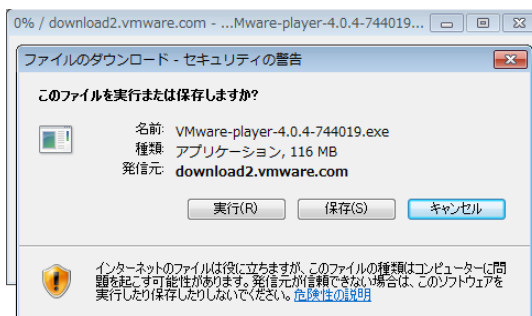 0% / download2.vmware.com - ...Mware-player-4.0.4-744019...
ファイルのダウンロード - セキュリティの警告
このファイルを実行または保存しますか?
名前: VMware-player-4.0.4-744019.exe
種類: アプリケーション, 116 MB
発信元: download2.vmware.com
実行(R) 保存(S) キャンセル
インターネットのファイルは役に立ちますが、このファイルの種類はコンピューターに問
題を起こす可能性があります。発信元が信頼できない場合は、このソフトウェアを
実行したり保存したりしないでください。危険性の説明